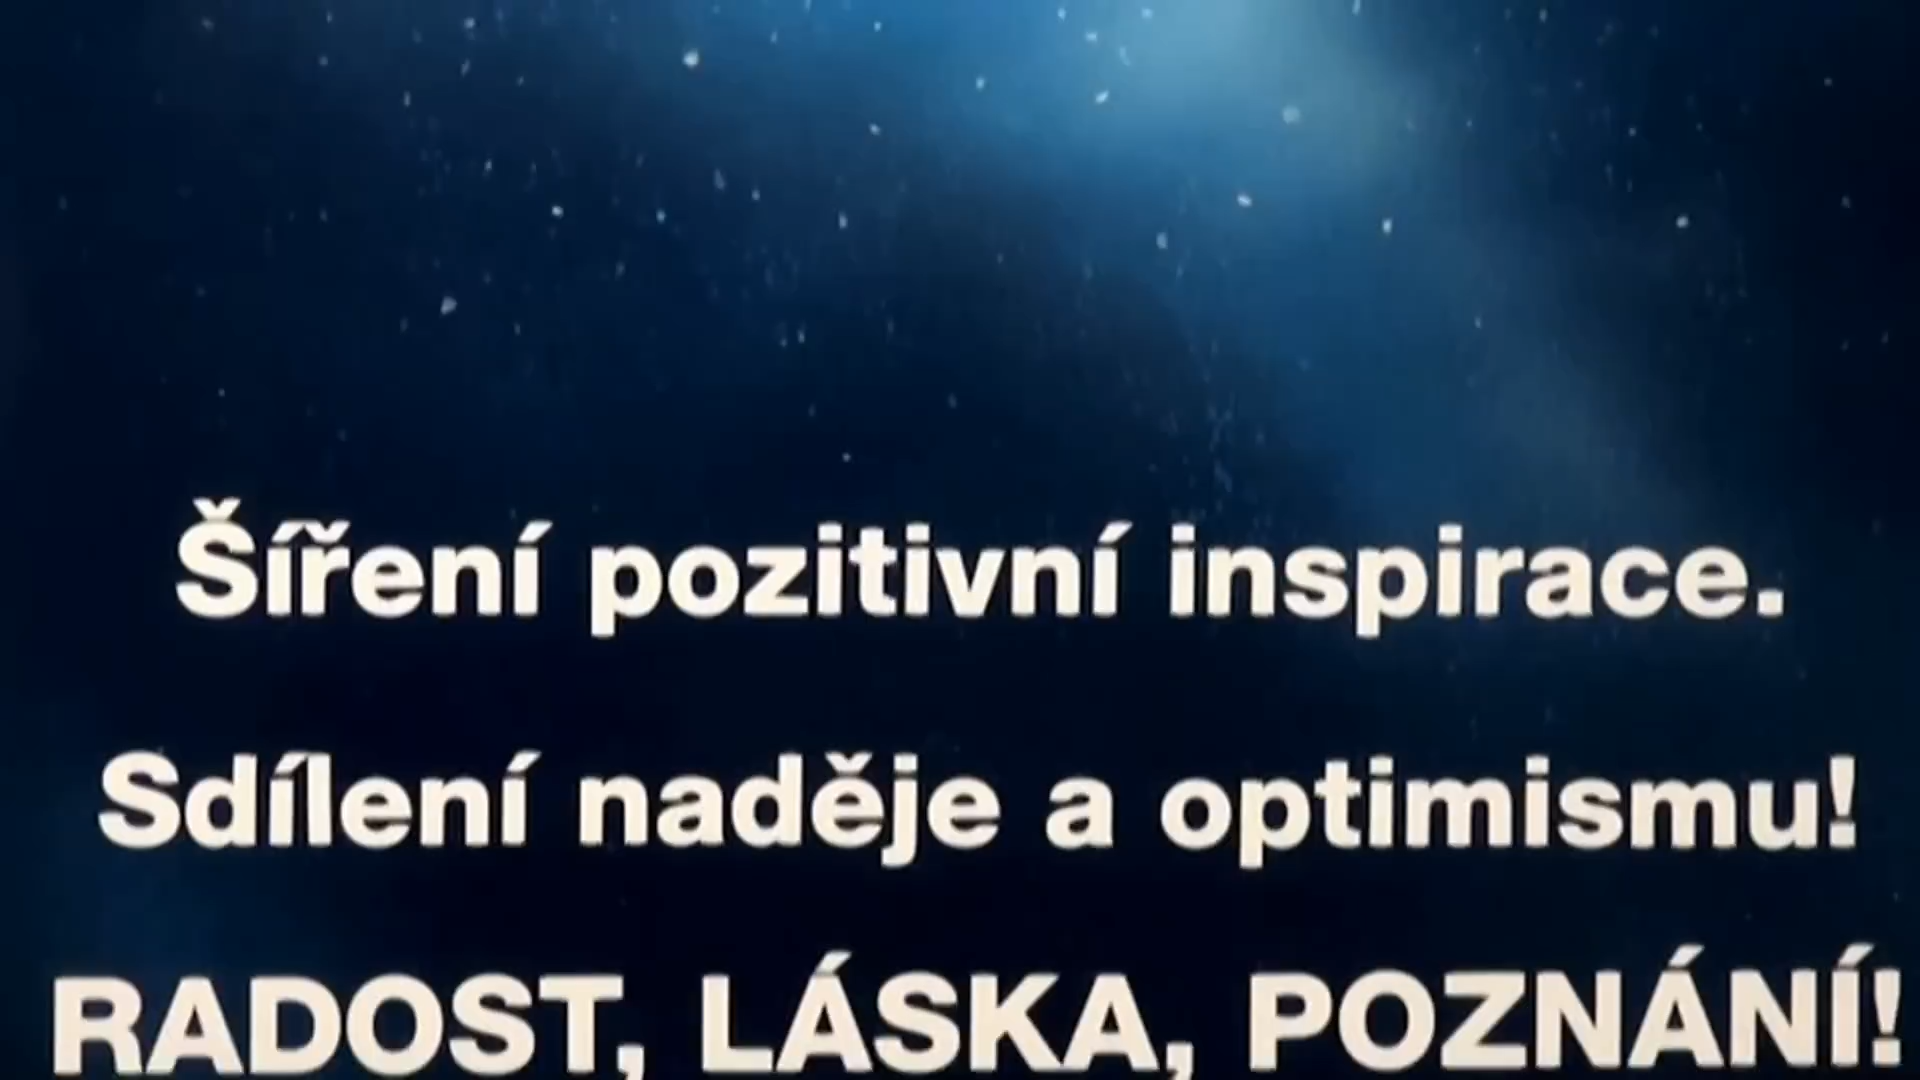 Šíření pozitivní inspirace.
Sdílení naděje a optimismu!
RADOST, LÁSKA, POZNÁNÍ!